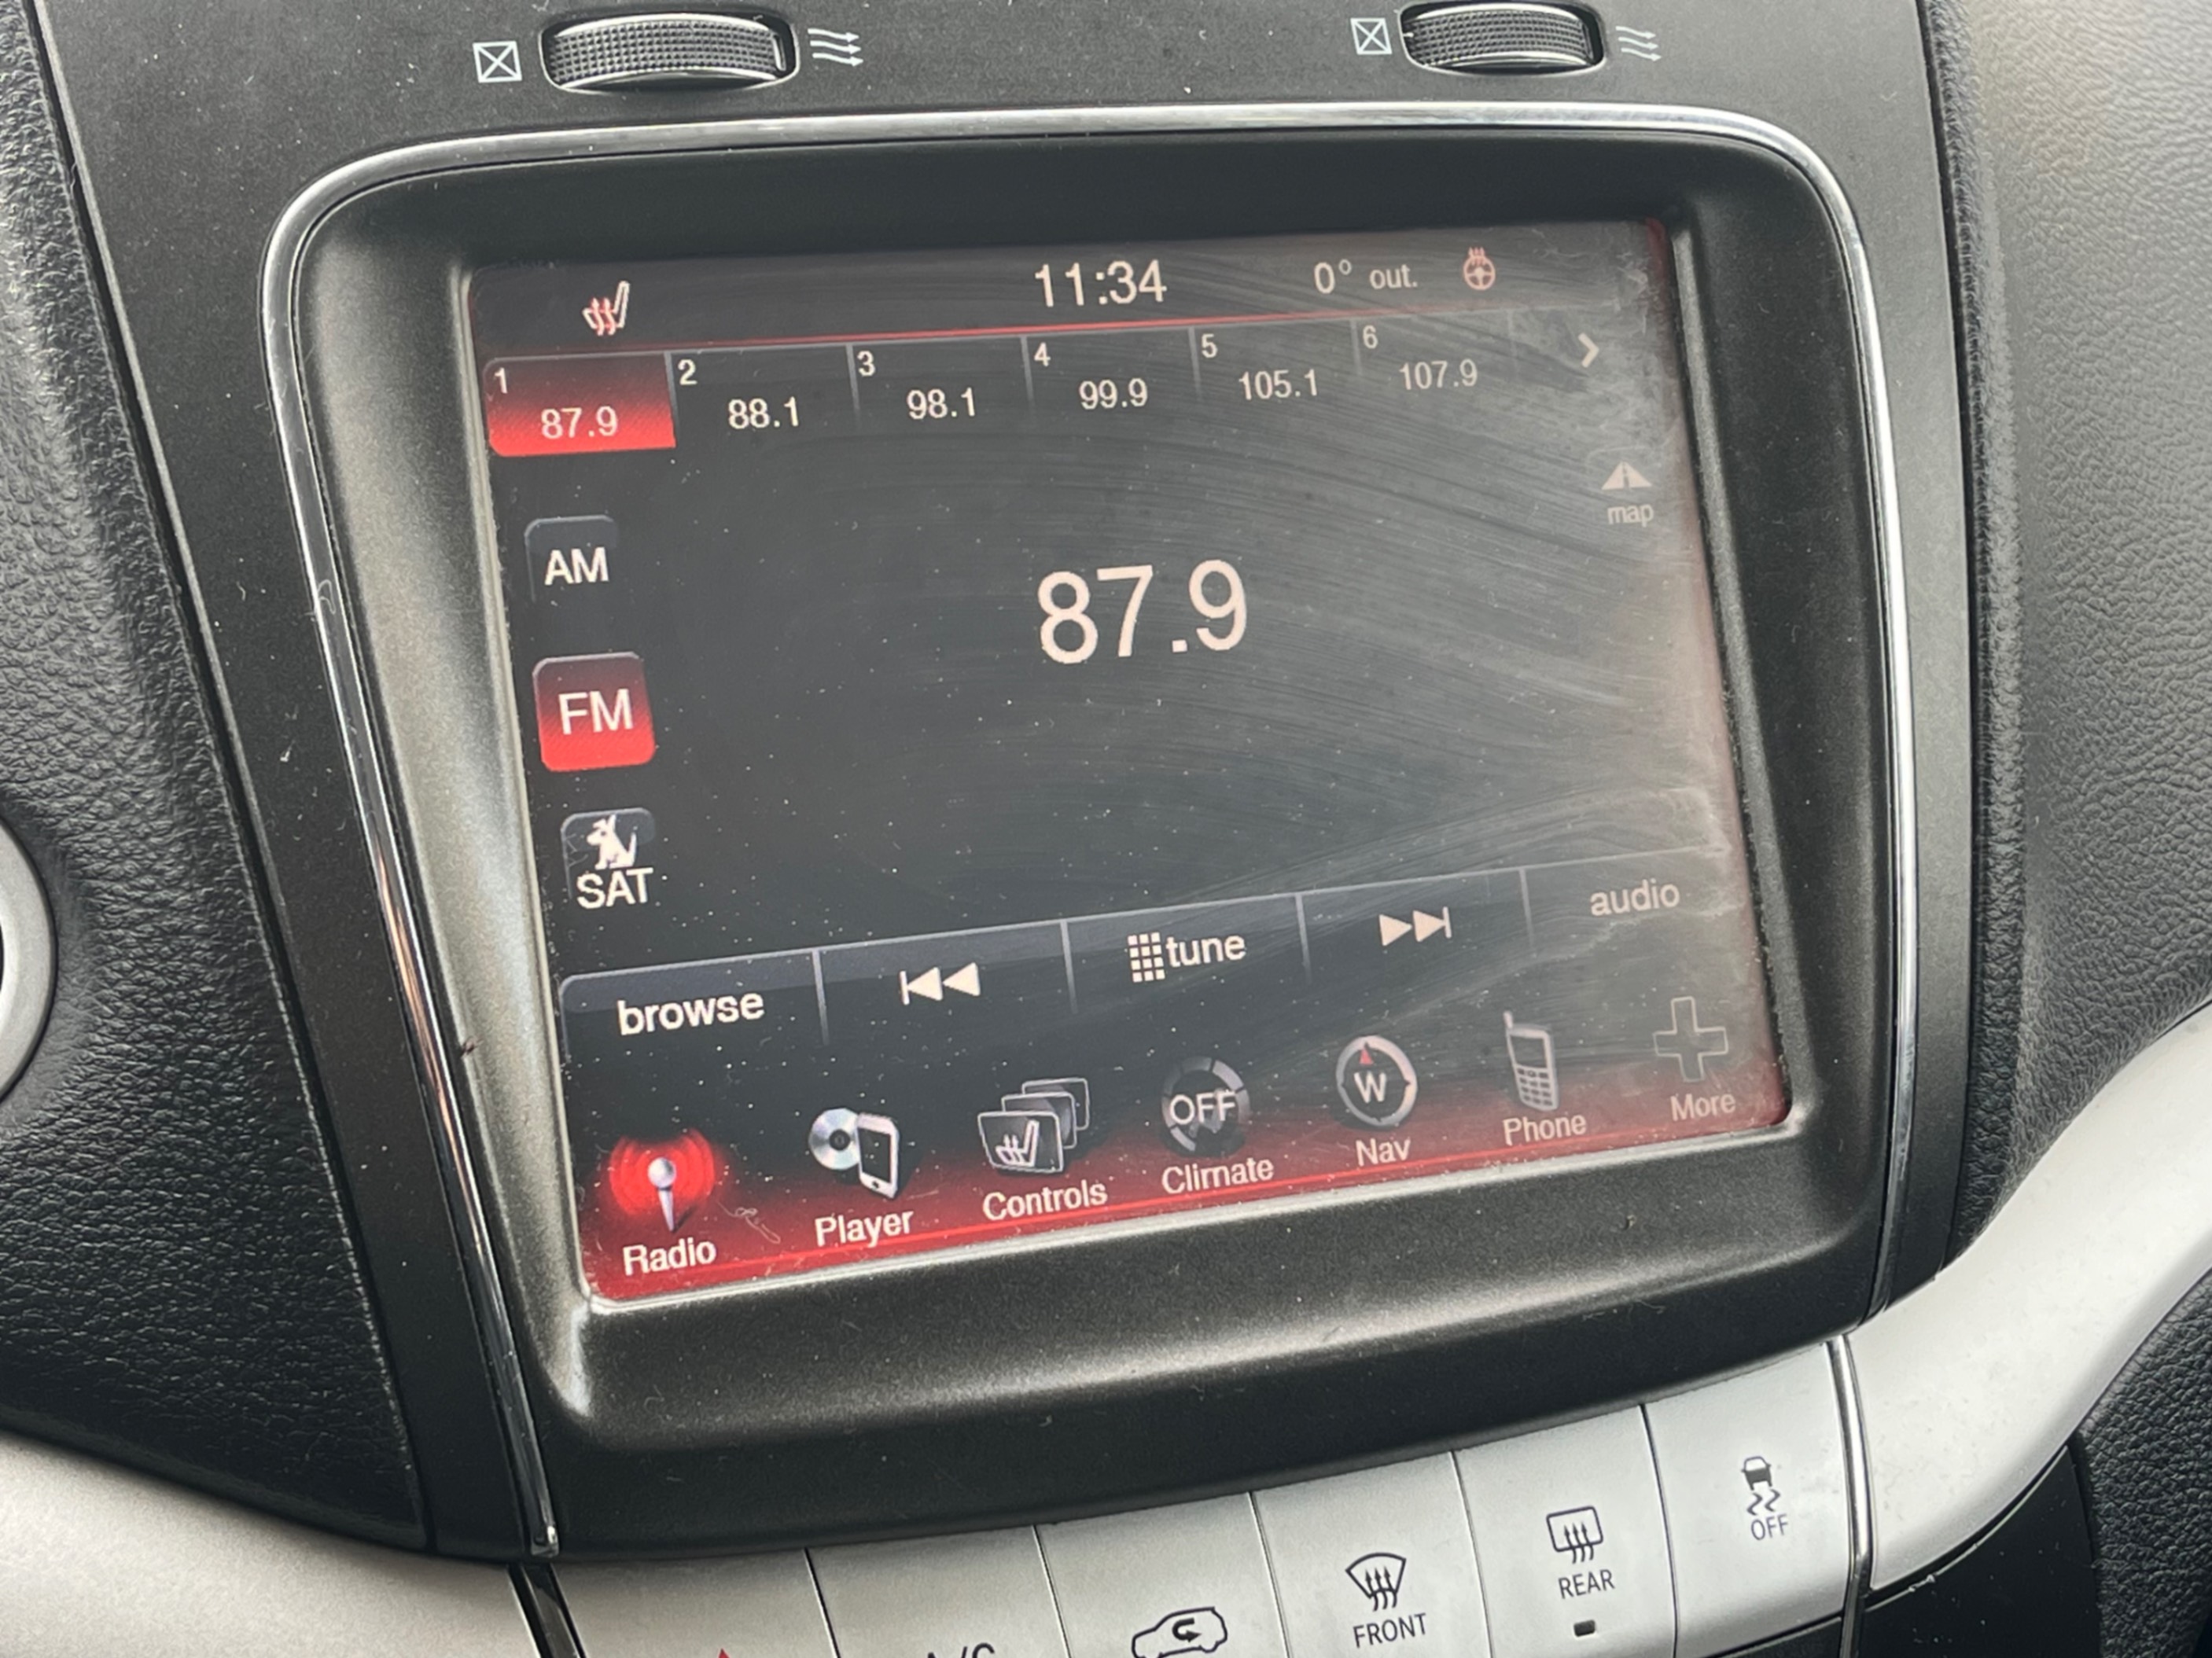 11:34 0° out.
1 2 3 4 5 6
87.9 88.1 98.1 99.9 105.1 107.9
map
AM
87.9
FM
SAT
browse tune audio
Radio Player Controls OFF Climate W Nav Phone More
A/C FRONT REAR OFF